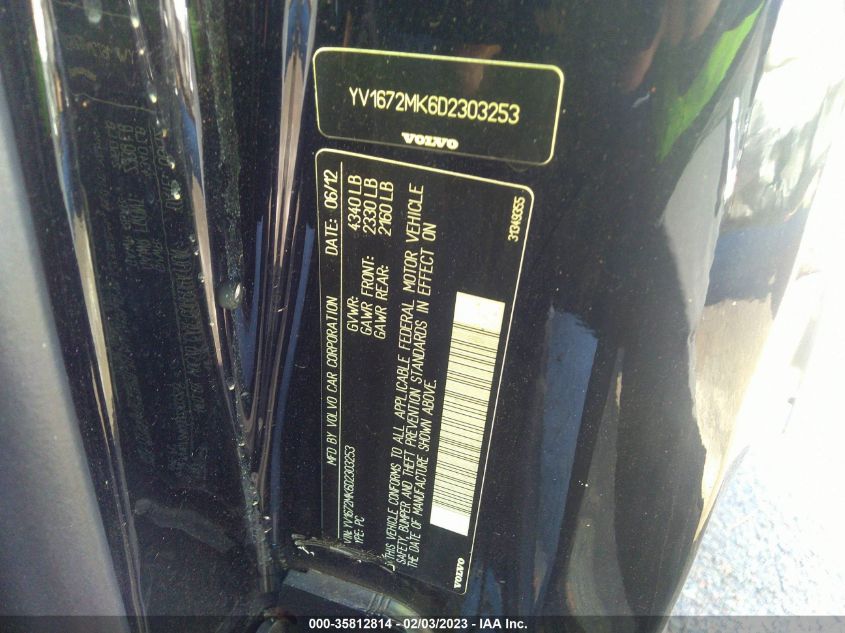 YV1672MK6D2303253
VOLVO
MFD BY VOLVO CAR CORPORATION DATE: 06/12
GVWR: 4340 LB
GAWR FRONT: 2330 LB
GAWR REAR: 2160 LB
VIN: YV1672MK6D2303253
YPE: PC
THIS VEHICLE CONFORMS TO ALL APPLICABLE FEDERAL MOTOR VEHICLE
SAFETY, BUMPER AND THEFT PREVENTION STANDARDS IN EFFECT ON
THE DATE OF MANUFACTURE SHOWN ABOVE.
31349355
VOLVO
000-35812814 - 02/03/2023 - IAA Inc.